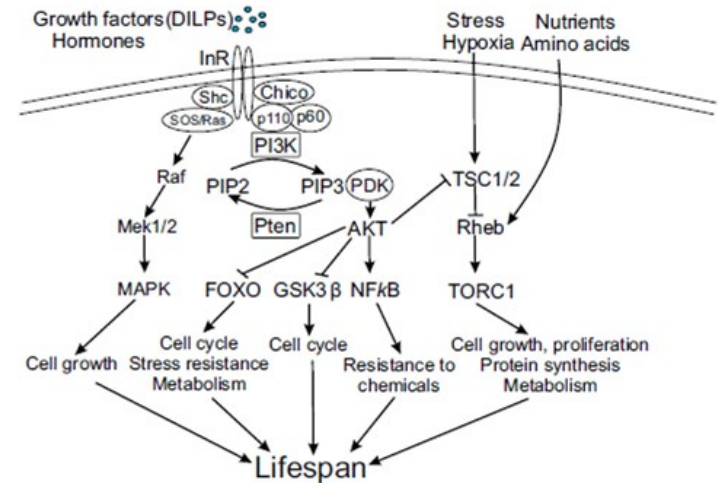 Growth factors(DILPs)
Hormones
Stress
Hypoxia
Nutrients
Amino acids
InR
Shc
Chico
SOS/Ras
p110
p60
PI3K
Raf
PIP2
PIP3
PDK
TSC1/2
Mek1/2
Pten
AKT
Rheb
MAPK
FOXO
GSK3 β
NFkB
TORC1
Cell growth
Cell cycle
Stress resistance
Metabolism
Cell cycle
Resistance to
chemicals
Cell growth, proliferation
Protein synthesis
Metabolism
Lifespan